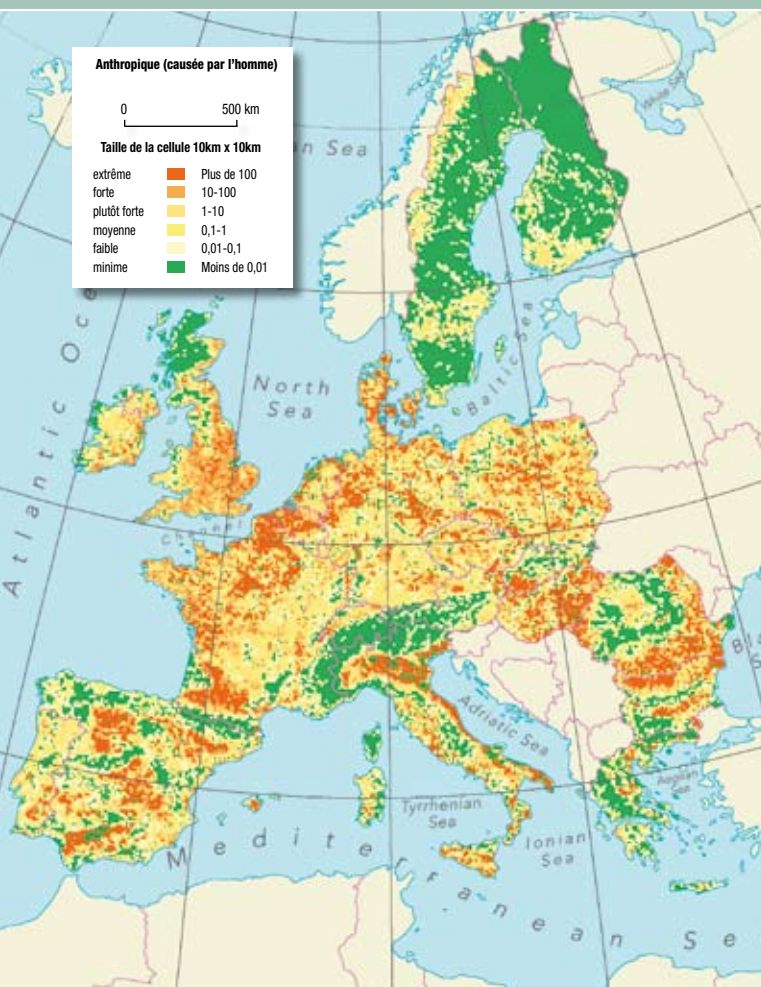 Anthropique (causée par l'homme)
0 500 km
Taille de la cellule 10km x 10km
extrême Plus de 100
forte 10-100
plutôt forte 1-10
moyenne 0,1-1
faible 0,01-0,1
minime Moins de 0,01
White Sea
n Sea
Atlantic Oce
North
Sea
Baltic Sea
Channel
Bla
S
Adriatic Sea
Aegean
Sea
Tyrrhenian
Sea
Ionian
Sea
Mediterranean Se